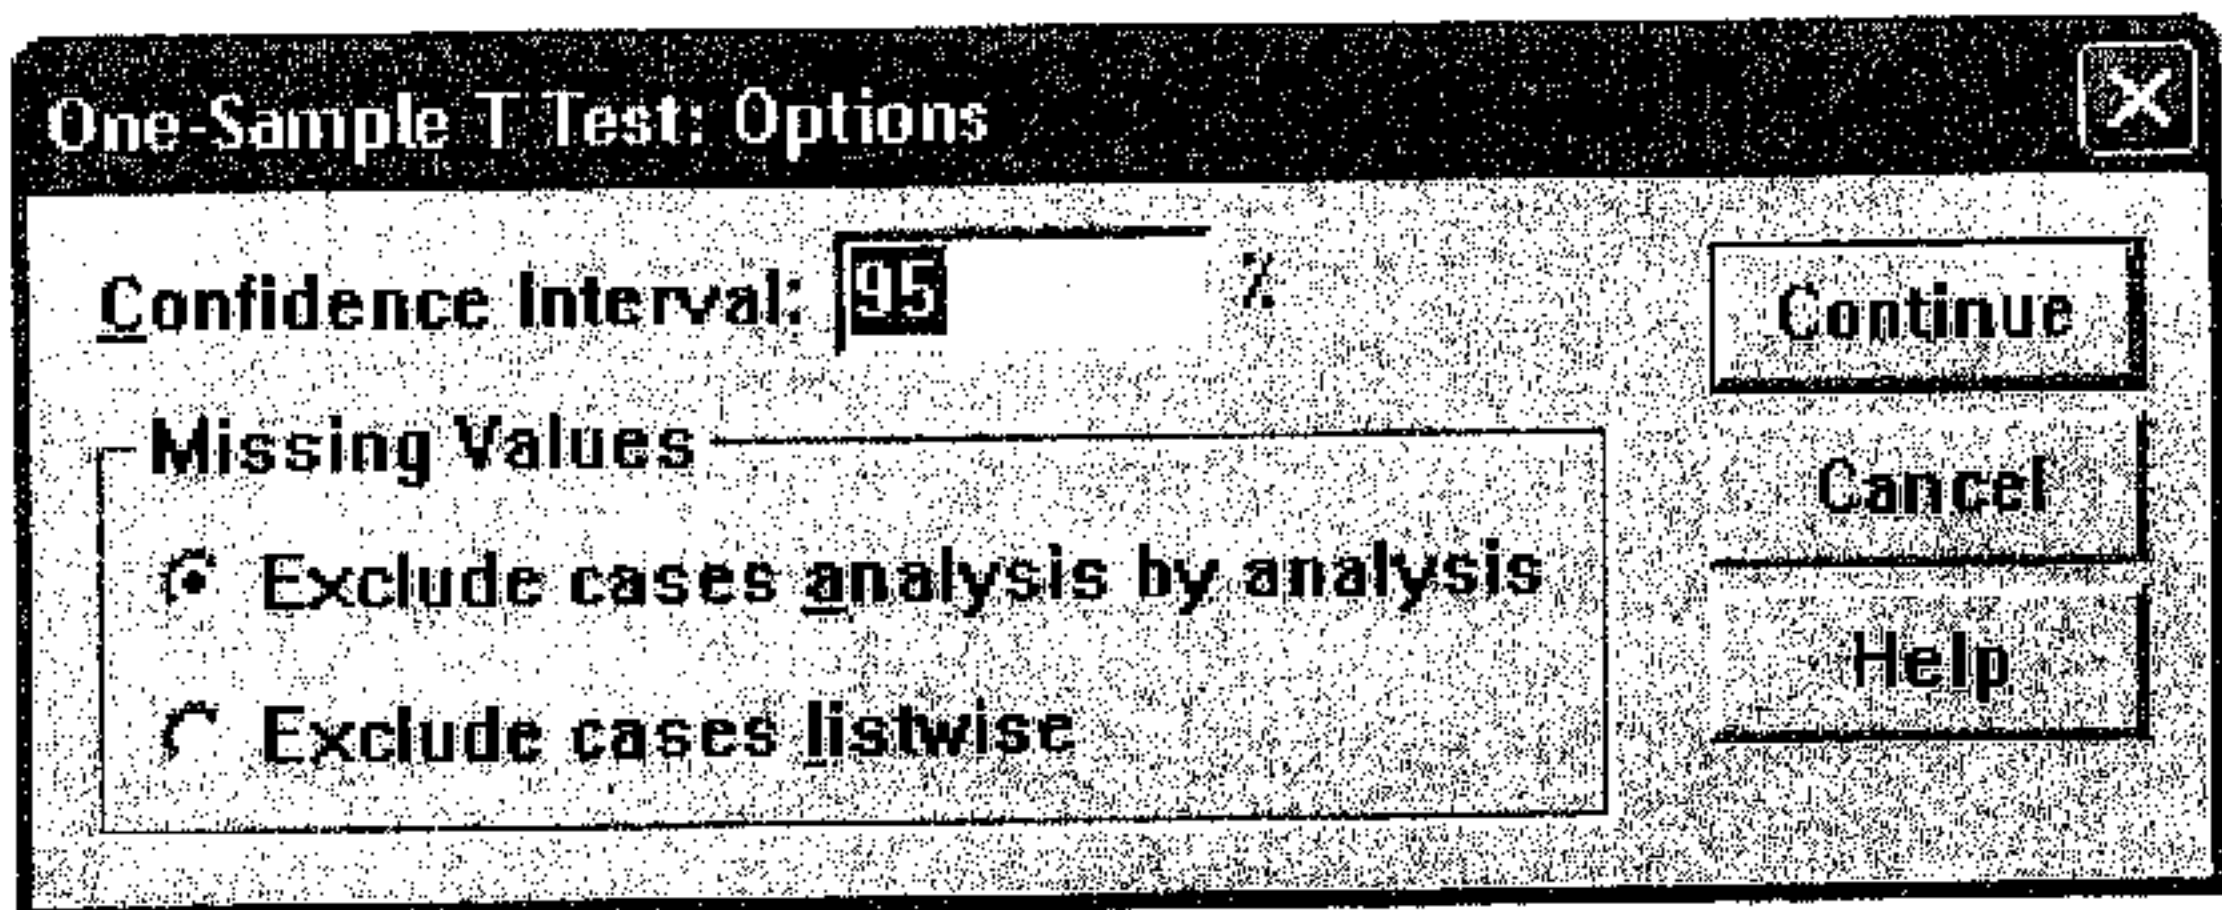 One-Sample T Test: Options
Confidence Interval: 95 %
Continue
Missing Values
Cancel
Exclude cases analysis by analysis
Help
Exclude cases listwise